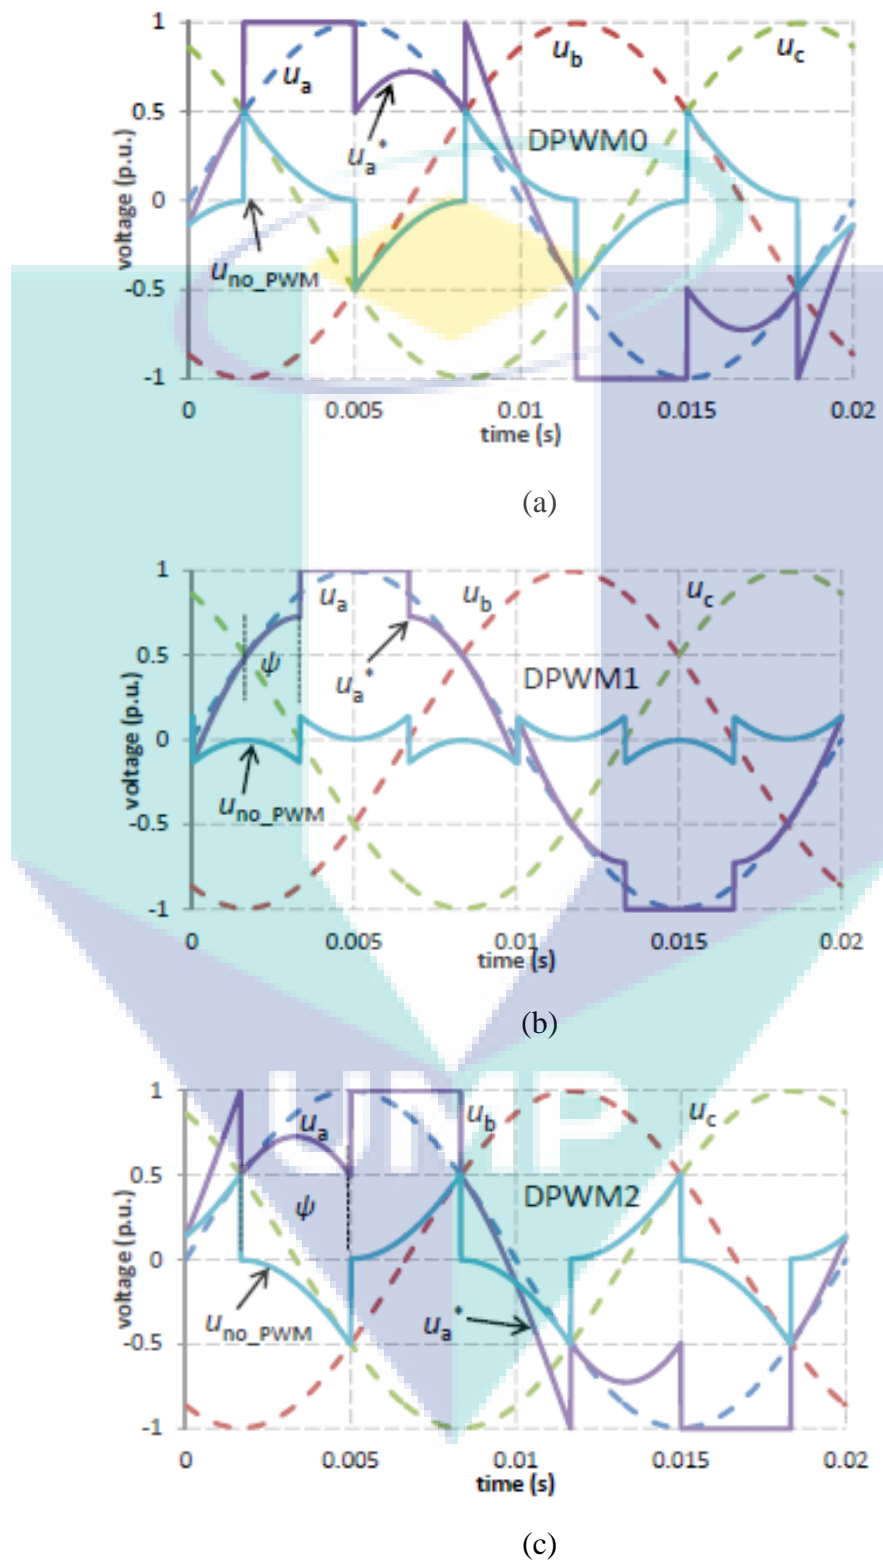 1
u_a
u_b
u_c
0.5
u_a*
DPWM0
voltage (p.u.)
0
u_no_PWM
-0.5
-1
0
0.005
0.01
0.015
0.02
time (s)
(a)
1
u_a
u_b
u_c
0.5
ψ
u_a*
DPWM1
voltage (p.u.)
0
u_no_PWM
-0.5
-1
0
0.005
0.01
0.015
0.02
time (s)
(b)
UMP
1
u_a
u_b
u_c
0.5
ψ
DPWM2
voltage (p.u.)
0
u_no_PWM
u_a*
-0.5
-1
0
0.005
0.01
0.015
0.02
time (s)
(c)